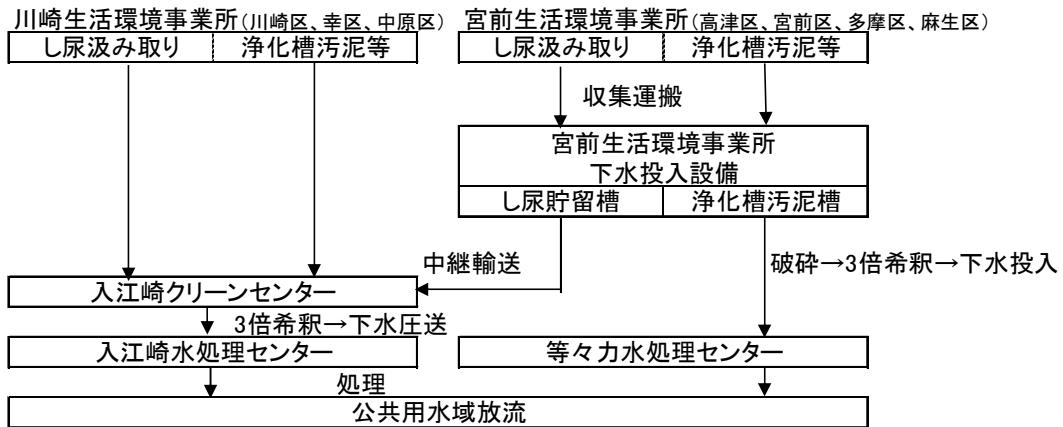 川崎生活環境事業所(川崎区、幸区、中原区)
宮前生活環境事業所(高津区、宮前区、多摩区、麻生区)
し尿汲み取り
浄化槽汚泥等
し尿汲み取り
浄化槽汚泥等
収集運搬
宮前生活環境事業所
下水投入設備
し尿貯留槽
浄化槽汚泥槽
中継輸送
破砕→3倍希釈→下水投入
入江崎クリーンセンター
3倍希釈→下水圧送
入江崎水処理センター
等々力水処理センター
処理
公共用水域放流